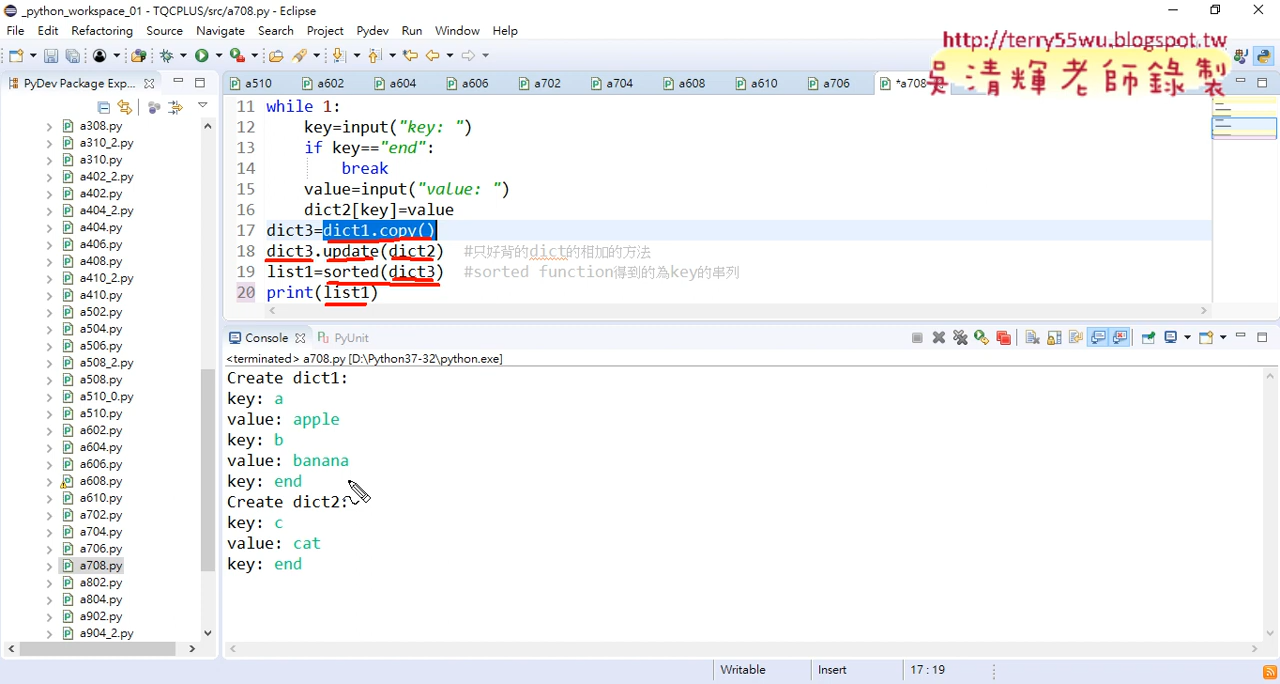 _python_workspace_01 - TQCPLUS/src/a708.py - Eclipse
File Edit Refactoring Source Navigate Search Project Pydev Run Window Help
http://terry55wu.blogspot.tw
吳清輝老師錄製
PyDev Package Exp...
a510 a602 a604 a606 a702 a704 a608 a610 a706 *a708
a308.py
a310_2.py
a310.py
a402_2.py
a402.py
a404_2.py
a404.py
a406.py
a408.py
a410_2.py
a410.py
a502.py
a504.py
a506.py
a508_2.py
a508.py
a510_0.py
a510.py
a602.py
a604.py
a606.py
a608.py
a610.py
a702.py
a704.py
a706.py
a708.py
a802.py
a804.py
a902.py
a904_2.py
11 while 1:
12 key=input("key: ")
13 if key=="end":
14 break
15 value=input("value: ")
16 dict2[key]=value
17 dict3=dict1.copy()
18 dict3.update(dict2) #只好背的dict的相加的方法
19 list1=sorted(dict3) #sorted function得到的為key的串列
20 print(list1)
Console PyUnit
<terminated> a708.py [D:\Python37-32\python.exe]
Create dict1:
key: a
value: apple
key: b
value: banana
key: end
Create dict2:
key: c
value: cat
key: end
Writable Insert 17 : 19